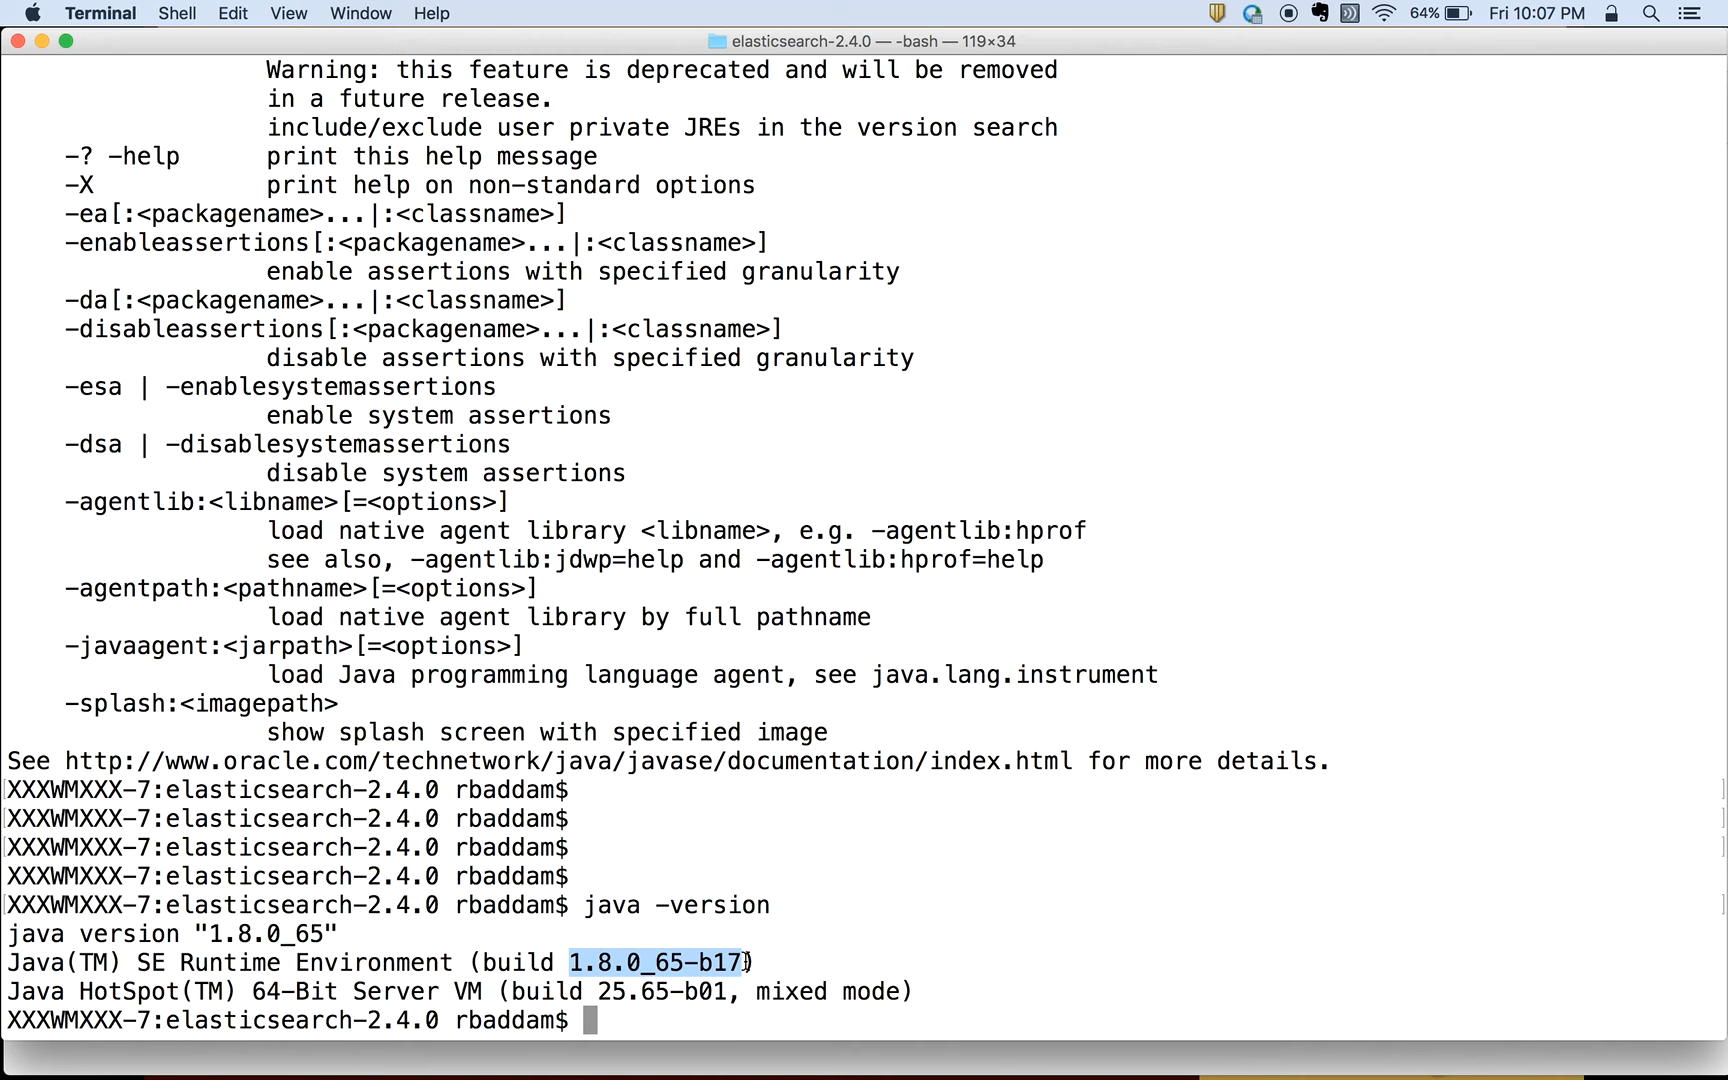 Terminal Shell Edit View Window Help 64% Fri 10:07 PM
elasticsearch-2.4.0 — -bash — 119×34
Warning: this feature is deprecated and will be removed
in a future release.
include/exclude user private JREs in the version search
-? -help print this help message
-X print help on non-standard options
-ea[:<packagename>...|:<classname>]
-enableassertions[:<packagename>...|:<classname>]
enable assertions with specified granularity
-da[:<packagename>...|:<classname>]
-disableassertions[:<packagename>...|:<classname>]
disable assertions with specified granularity
-esa | -enablesystemassertions
enable system assertions
-dsa | -disablesystemassertions
disable system assertions
-agentlib:<libname>[=<options>]
load native agent library <libname>, e.g. -agentlib:hprof
see also, -agentlib:jdwp=help and -agentlib:hprof=help
-agentpath:<pathname>[=<options>]
load native agent library by full pathname
-javaagent:<jarpath>[=<options>]
load Java programming language agent, see java.lang.instrument
-splash:<imagepath>
show splash screen with specified image
See http://www.oracle.com/technetwork/java/javase/documentation/index.html for more details.
XXXWMXXX-7:elasticsearch-2.4.0 rbaddam$
XXXWMXXX-7:elasticsearch-2.4.0 rbaddam$
XXXWMXXX-7:elasticsearch-2.4.0 rbaddam$
XXXWMXXX-7:elasticsearch-2.4.0 rbaddam$
XXXWMXXX-7:elasticsearch-2.4.0 rbaddam$ java -version
java version "1.8.0_65"
Java(TM) SE Runtime Environment (build 1.8.0_65-b17)
Java HotSpot(TM) 64-Bit Server VM (build 25.65-b01, mixed mode)
XXXWMXXX-7:elasticsearch-2.4.0 rbaddam$